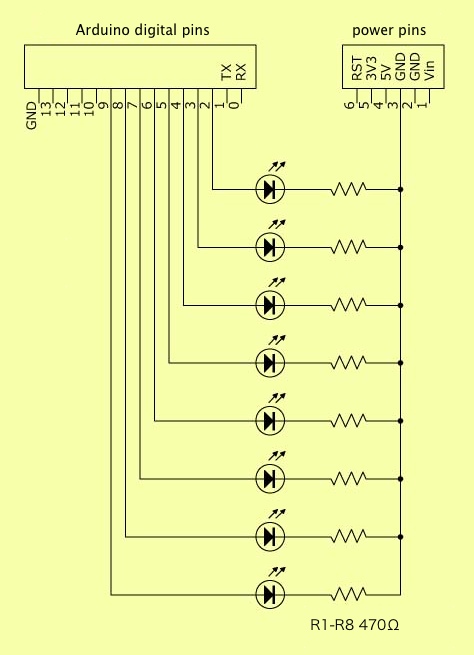 Arduino digital pins
power pins
TX
RX
RST
3V3
5V
GND
GND
Vin
GND
13
12
11
10
9
8
7
6
5
4
3
2
1
0
6
5
4
3
2
1
R1-R8 470Ω